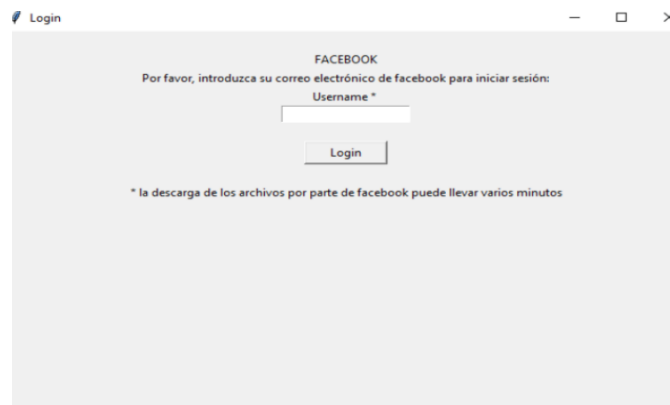 Login
FACEBOOK
Por favor, introduzca su correo electrónico de facebook para iniciar sesión:
Username *
Login
* la descarga de los archivos por parte de facebook puede llevar varios minutos